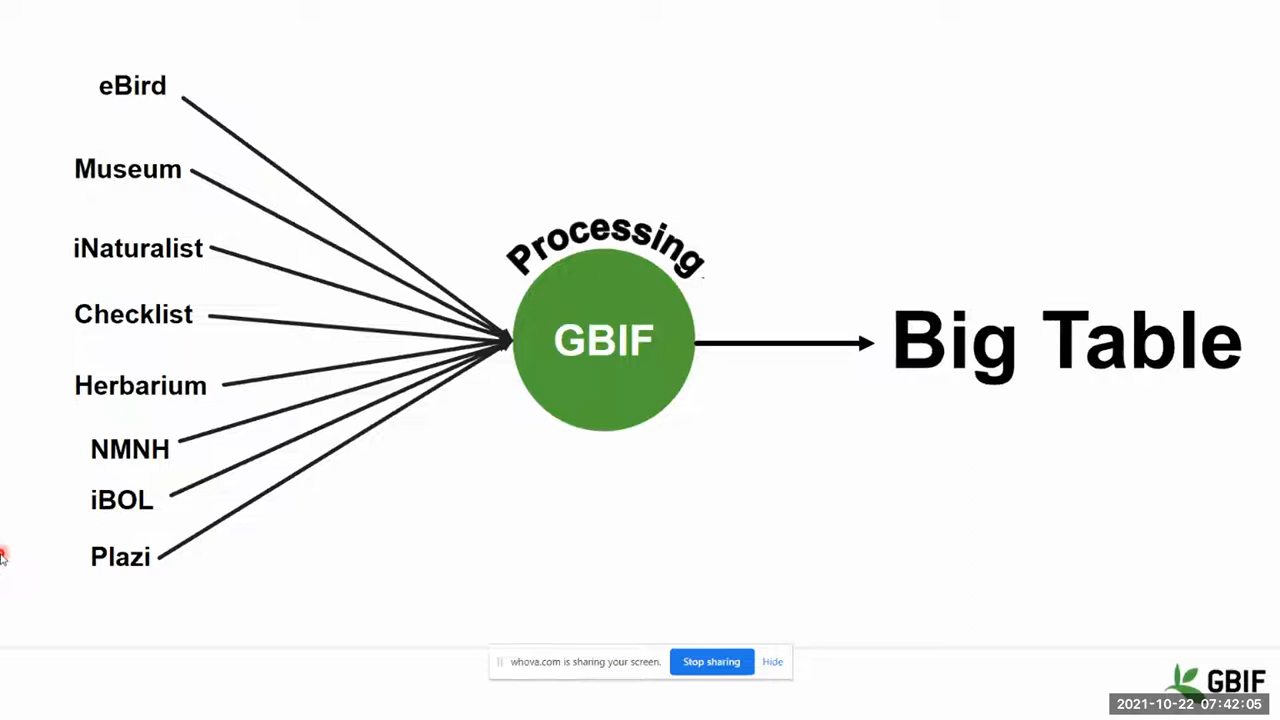 eBird
Museum
iNaturalist
Checklist
Herbarium
NMNH
iBOL
Plazi
Processing
GBIF
Big Table
whova.com is sharing your screen. Stop sharing Hide
GBIF
2021-10-22 07:42:05